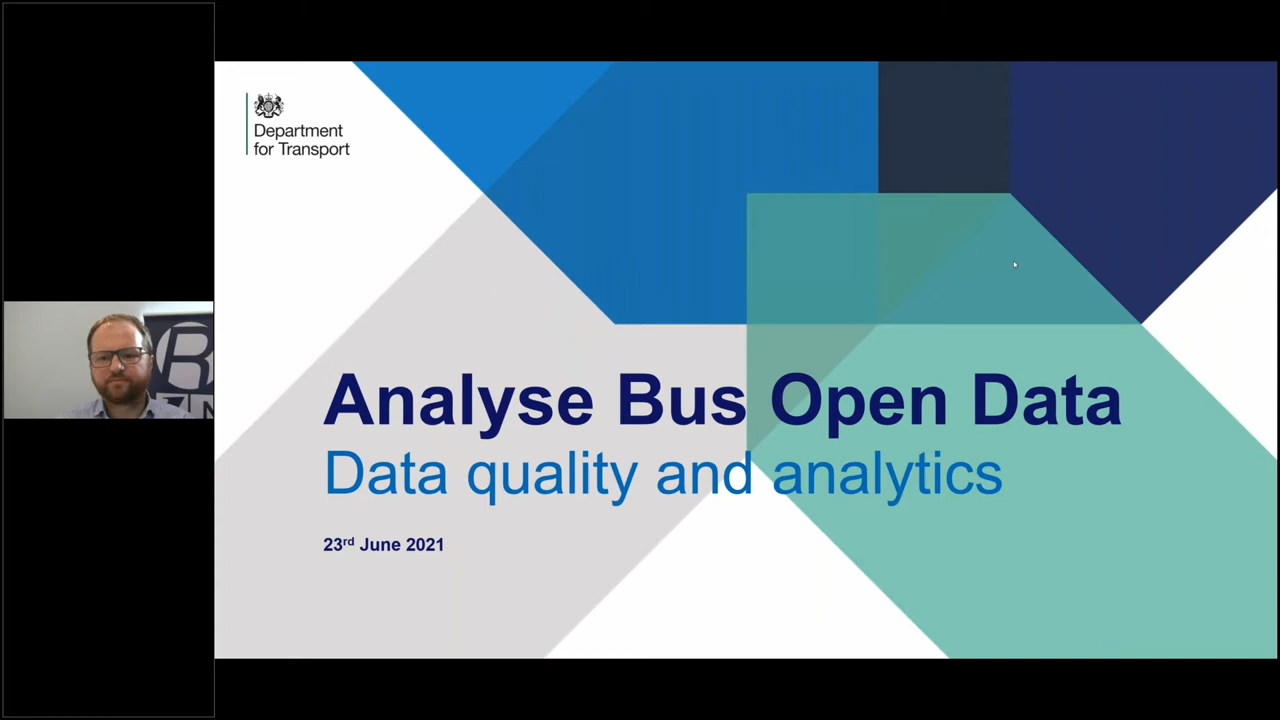 Department
for Transport
Analyse Bus Open Data
Data quality and analytics
23rd June 2021